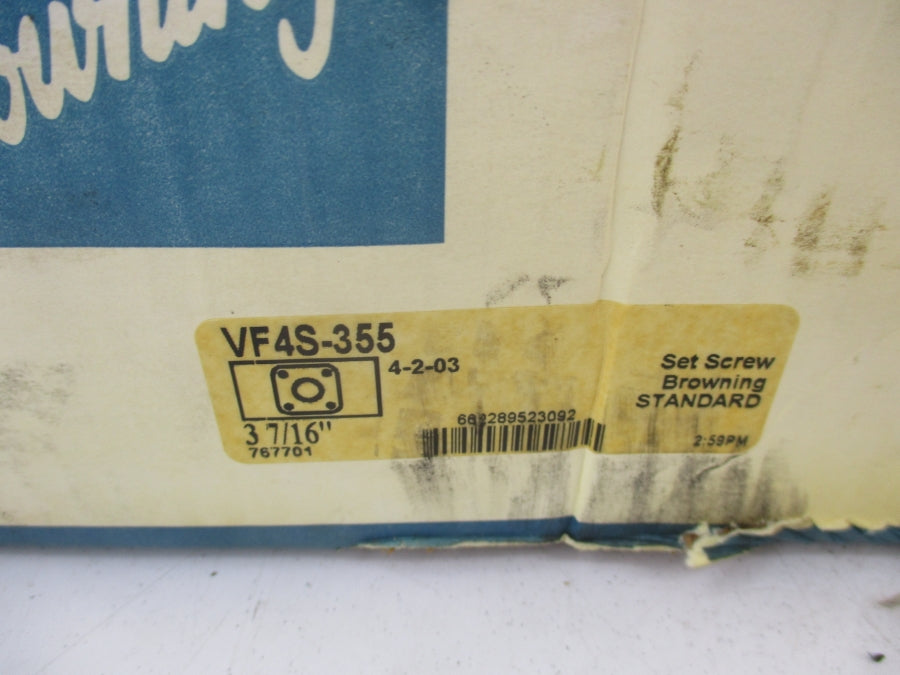 VF4S-355
4-2-03
3 7/16"
767701
662289523092
Set Screw
Browning
STANDARD
2:59PM